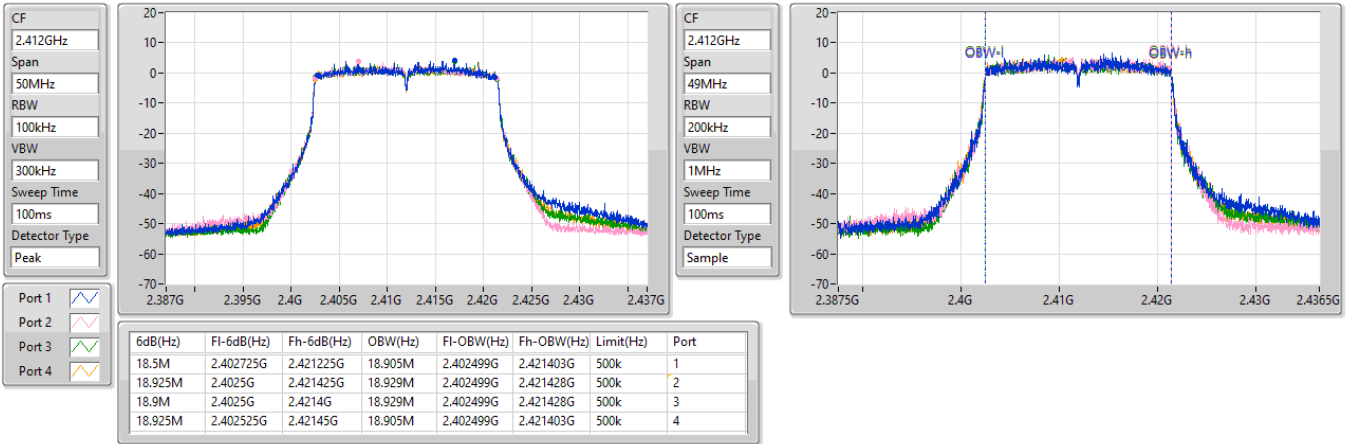 CF
2.412GHz
Span
50MHz
RBW
100kHz
VBW
300kHz
Sweep Time
100ms
Detector Type
Peak
Port 1
Port 2
Port 3
Port 4
20
10
0
-10
-20
-30
-40
-50
-60
-70
2.387G 2.395G 2.4G 2.405G 2.41G 2.415G 2.42G 2.425G 2.43G 2.437G
CF
2.412GHz
Span
49MHz
RBW
200kHz
VBW
1MHz
Sweep Time
100ms
Detector Type
Sample
20
10
0
-10
-20
-30
-40
-50
-60
-70
OBW-l OBW-h
2.3875G 2.4G 2.41G 2.42G 2.43G 2.4365G
6dB(Hz) Fl-6dB(Hz) Fh-6dB(Hz) OBW(Hz) Fl-OBW(Hz) Fh-OBW(Hz) Limit(Hz) Port
18.5M 2.402725G 2.421225G 18.905M 2.402499G 2.421403G 500k 1
18.925M 2.4025G 2.421425G 18.929M 2.402499G 2.421428G 500k 2
18.9M 2.4025G 2.4214G 18.929M 2.402499G 2.421428G 500k 3
18.925M 2.402525G 2.42145G 18.905M 2.402499G 2.421403G 500k 4